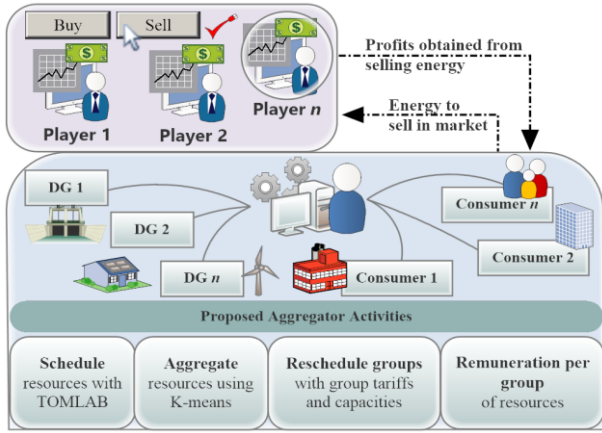 Buy
Sell
Player 1
Player 2
Player n
Profits obtained from
selling energy
Energy to
sell in market
DG 1
DG 2
DG n
Consumer n
Consumer 2
Consumer 1
Proposed Aggregator Activities
Schedule
resources with
TOMLAB
Aggregate
resources using
K-means
Reschedule groups
with group tariffs
and capacities
Remuneration per
group
of resources